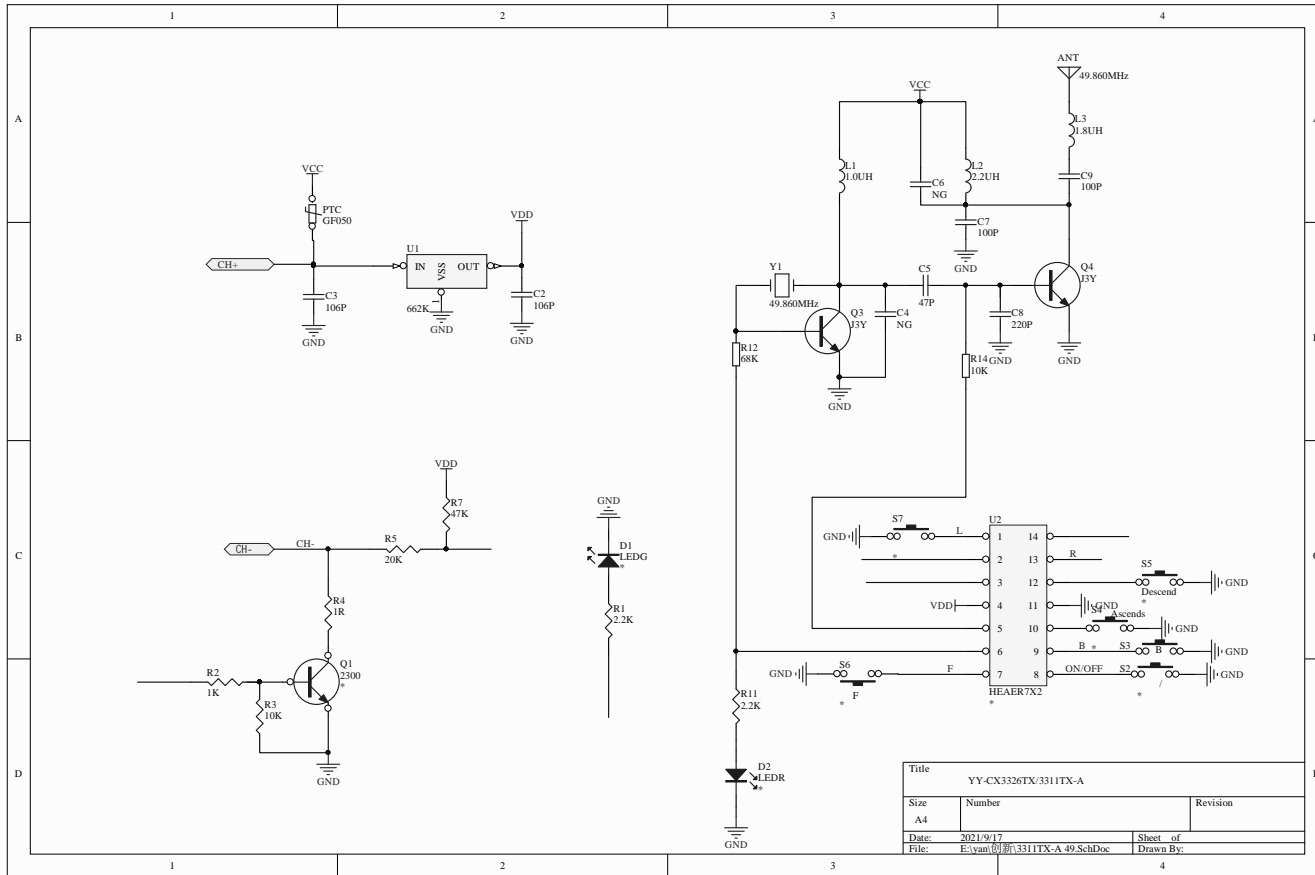 1
2
3
4
A
A
ANT
49.860MHz
VCC
L3
1.8UH
L1
1.0UH
C6
NG
L2
2.2UH
C9
100P
VCC
PTC
GF050
VDD
C7
100P
GND
CH+
U1
IN
VSS
OUT
662K
1
GND
C3
106P
GND
C2
106P
GND
Y1
49.860MHz
C5
47P
Q4
J3Y
Q3
J3Y
C4
NG
C8
220P
GND
GND
B
R12
68K
R14
10K
GND
VDD
R7
47K
GND
CH-
CH-
R5
20K
D1
LEDG
*
C
R4
1R
R1
2.2K
U2
GND
S7
*
L
1
14
2
13
R
3
12
S5
Descend
*
GND
VDD
4
11
GND
5
10
S4
Ascends
GND
6
9
B
*
S3
B
GND
GND
S6
F
*
F
7
8
ON/OFF
S2
/
*
GND
HEAER7X2
*
R2
1K
R3
10K
Q1
2300
*
GND
R11
2.2K
D2
LEDR
*
GND
D
Title
YY-CX3326TX/3311TX-A
Size
Number
Revision
A4
Date:
2021/9/17
Sheet of
File:
E:\yan\创新\3311TX-A 49.SchDoc
Drawn By:
1
2
3
4